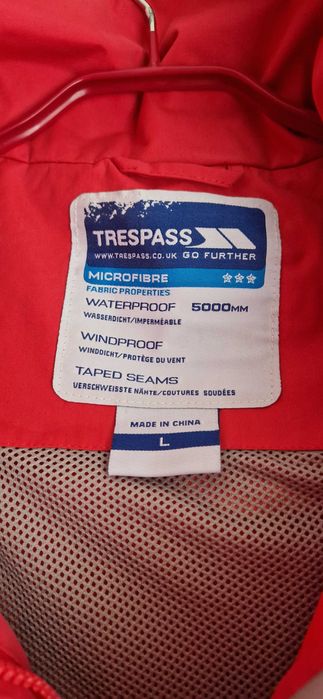 TRESPASS
WWW.TRESPASS.CO.UK GO FURTHER
MICROFIBRE
FABRIC PROPERTIES
WATERPROOF 5000MM
WASSERDICHT/IMPERMÉABLE
WINDPROOF
WINDDICHT/PROTÈGE DU VENT
TAPED SEAMS
VERSCHWEISSTE NÄHTE/COUTURES SOUDÉES
MADE IN CHINA
L